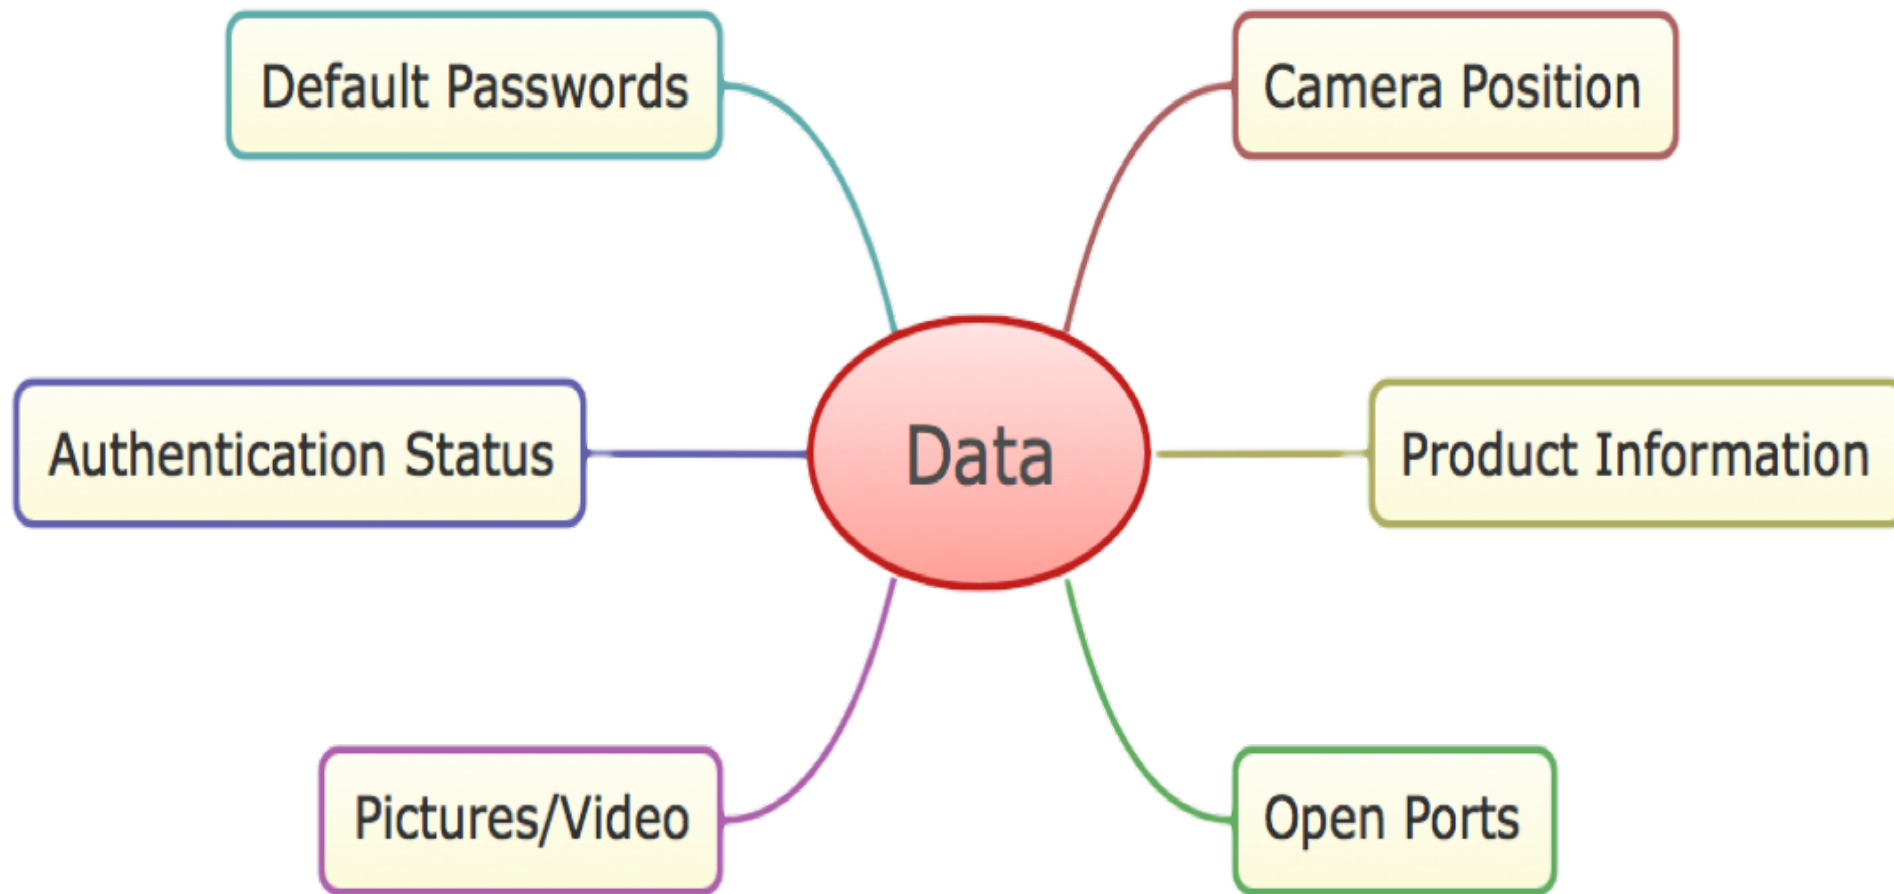 Default Passwords
Camera Position
Authentication Status
Data
Product Information
Pictures/Video
Open Ports